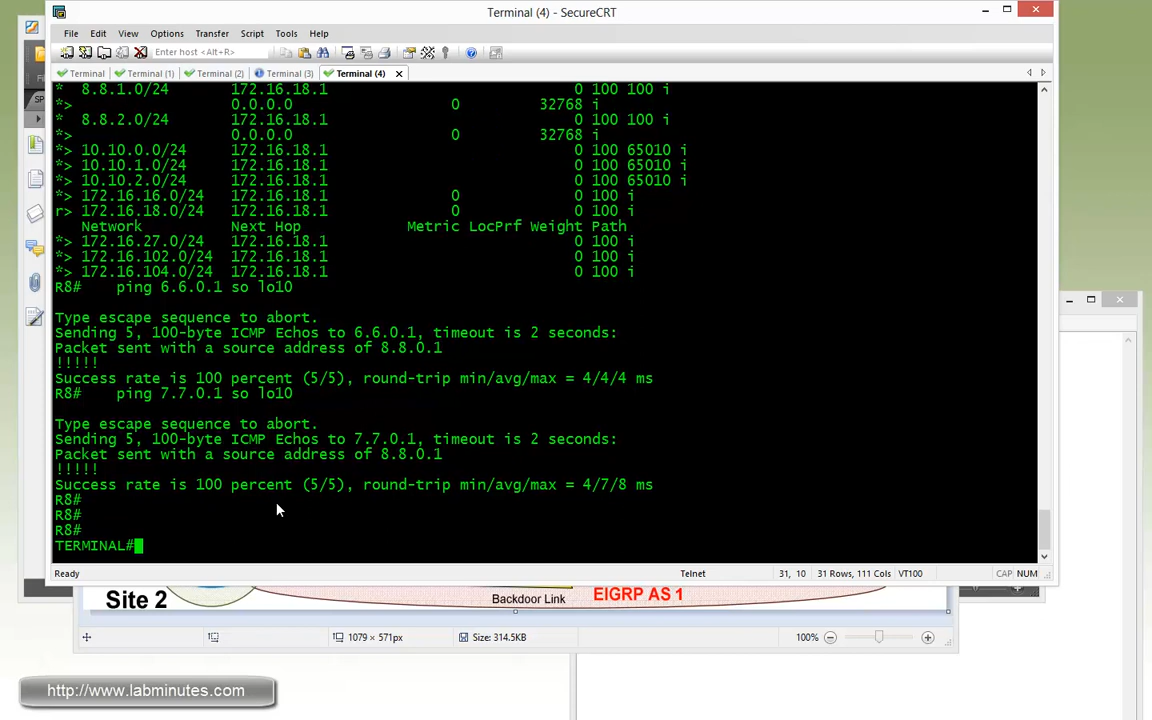 Terminal (4) - SecureCRT
File Edit View Options Transfer Script Tools Help
Enter host <Alt+R>
Terminal Terminal (1) Terminal (2) Terminal (3) Terminal (4)
* 8.8.1.0/24 172.16.18.1 0 100 100 i
*> 0.0.0.0 0 32768 i
* 8.8.2.0/24 172.16.18.1 0 100 100 i
*> 0.0.0.0 0 32768 i
*> 10.10.0.0/24 172.16.18.1 0 100 65010 i
*> 10.10.1.0/24 172.16.18.1 0 100 65010 i
*> 10.10.2.0/24 172.16.18.1 0 100 65010 i
*> 172.16.16.0/24 172.16.18.1 0 0 100 i
r> 172.16.18.0/24 172.16.18.1 0 0 100 i
Network Next Hop Metric LocPrf Weight Path
*> 172.16.27.0/24 172.16.18.1 0 100 i
*> 172.16.102.0/24 172.16.18.1 0 100 i
*> 172.16.104.0/24 172.16.18.1 0 100 i
R8# ping 6.6.0.1 so lo10
Type escape sequence to abort.
Sending 5, 100-byte ICMP Echos to 6.6.0.1, timeout is 2 seconds:
Packet sent with a source address of 8.8.0.1
!!!!!
Success rate is 100 percent (5/5), round-trip min/avg/max = 4/4/4 ms
R8# ping 7.7.0.1 so lo10
Type escape sequence to abort.
Sending 5, 100-byte ICMP Echos to 7.7.0.1, timeout is 2 seconds:
Packet sent with a source address of 8.8.0.1
!!!!!
Success rate is 100 percent (5/5), round-trip min/avg/max = 4/7/8 ms
R8#
R8#
R8#
TERMINAL#
Ready Telnet 31, 10 31 Rows, 111 Cols VT100 CAP NUM
Site 2 Backdoor Link EIGRP AS 1
1079 × 571px Size: 314.5KB 100%
http://www.labminutes.com